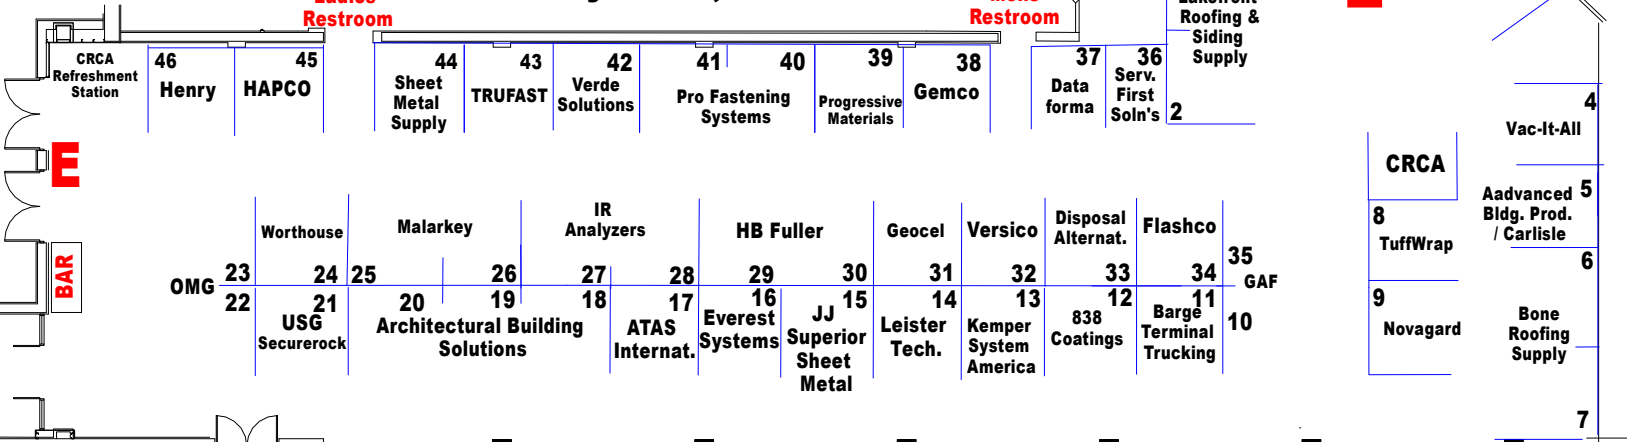 Restroom
Restroom
Roofing &
Siding
Supply
CRCA
Refreshment
Station
46
Henry
45
HAPCO
44
Sheet
Metal
Supply
43
TRUFAST
42
Verde
Solutions
41
40
Pro Fastening
Systems
39
Progressive
Materials
38
Gemco
37
Data
forma
36
Serv.
First
Soln's
2
4
Vac-It-All
E
CRCA
5
Aadvanced
Bldg. Prod.
/ Carlisle
8
TuffWrap
6
Bone
Roofing
Supply
9
Novagard
7
BAR
OMG
23
22
Worthouse
24
Malarkey
25
26
IR
Analyzers
27
28
HB Fuller
29
30
Geocel
31
Versico
32
Disposal
Alternat.
33
Flashco
34
35
GAF
10
21
USG
Securerock
20
19
18
Architectural Building
Solutions
17
ATAS
Internat.
16
Everest
Systems
15
JJ
Superior
Sheet
Metal
14
Leister
Tech.
13
Kemper
System
America
12
838
Coatings
11
Barge
Terminal
Trucking